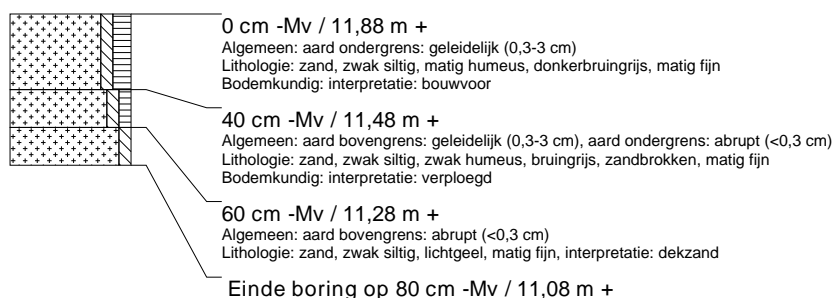 0 cm -Mv / 11,88 m +
Algemeen: aard ondergrens: geleidelijk (0,3-3 cm)
Lithologie: zand, zwak siltig, matig humeus, donkerbruingrijs, matig fijn
Bodemkundig: interpretatie: bouwvoor
40 cm -Mv / 11,48 m +
Algemeen: aard bovengrens: geleidelijk (0,3-3 cm), aard ondergrens: abrupt (<0,3 cm)
Lithologie: zand, zwak siltig, zwak humeus, bruingrijs, zandbrokken, matig fijn
Bodemkundig: interpretatie: verploegd
60 cm -Mv / 11,28 m +
Algemeen: aard bovengrens: abrupt (<0,3 cm)
Lithologie: zand, zwak siltig, lichtgeel, matig fijn, interpretatie: dekzand
Einde boring op 80 cm -Mv / 11,08 m +